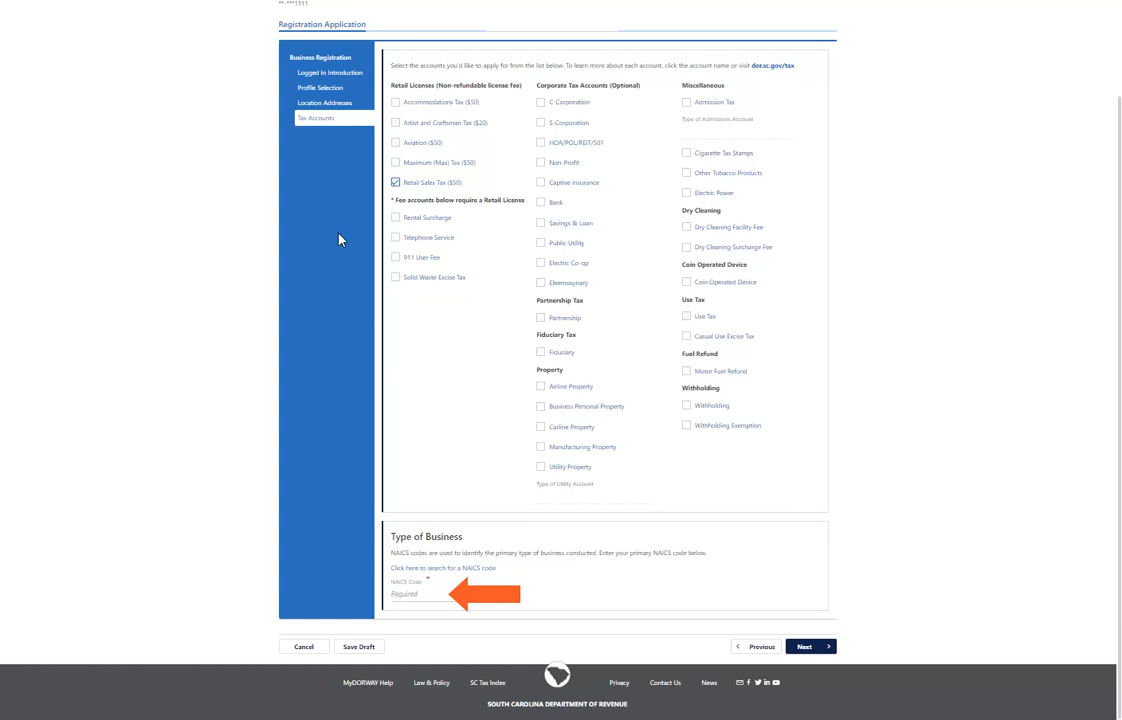 **-***1111
Registration Application
Business Registration
Logged In Introduction
Profile Selection
Location Addresses
Tax Accounts
Select the accounts you'd like to apply for from the list below. To learn more about each account, click the account name or visit dor.sc.gov/tax
Retail Licenses (Non-refundable license fee)
Accommodations Tax ($50)
Artist and Craftsman Tax ($20)
Aviation ($50)
Maximum (Max) Tax ($50)
Retail Sales Tax ($50)
* Fee accounts below require a Retail License
Rental Surcharge
Telephone Service
911 User Fee
Solid Waste Excise Tax
Corporate Tax Accounts (Optional)
C-Corporation
S-Corporation
HOA/POL/REIT/501
Non-Profit
Captive Insurance
Bank
Savings & Loan
Public Utility
Electric Co-op
Eleemosynary
Partnership Tax
Partnership
Fiduciary Tax
Fiduciary
Property
Airline Property
Business Personal Property
Carline Property
Manufacturing Property
Utility Property
Type of Utility Account
Miscellaneous
Admission Tax
Type of Admissions Account
Cigarette Tax Stamps
Other Tobacco Products
Electric Power
Dry Cleaning
Dry Cleaning Facility Fee
Dry Cleaning Surcharge Fee
Coin Operated Device
Coin Operated Device
Use Tax
Use Tax
Casual Use Excise Tax
Fuel Refund
Motor Fuel Refund
Withholding
Withholding
Withholding Exemption
Type of Business
NAICS codes are used to identify the primary type of business conducted. Enter your primary NAICS code below.
Click here to search for a NAICS code
NAICS Code *
Required
Cancel
Save Draft
Previous
Next
MyDORWAY Help
Law & Policy
SC Tax Index
Privacy
Contact Us
News
SOUTH CAROLINA DEPARTMENT OF REVENUE